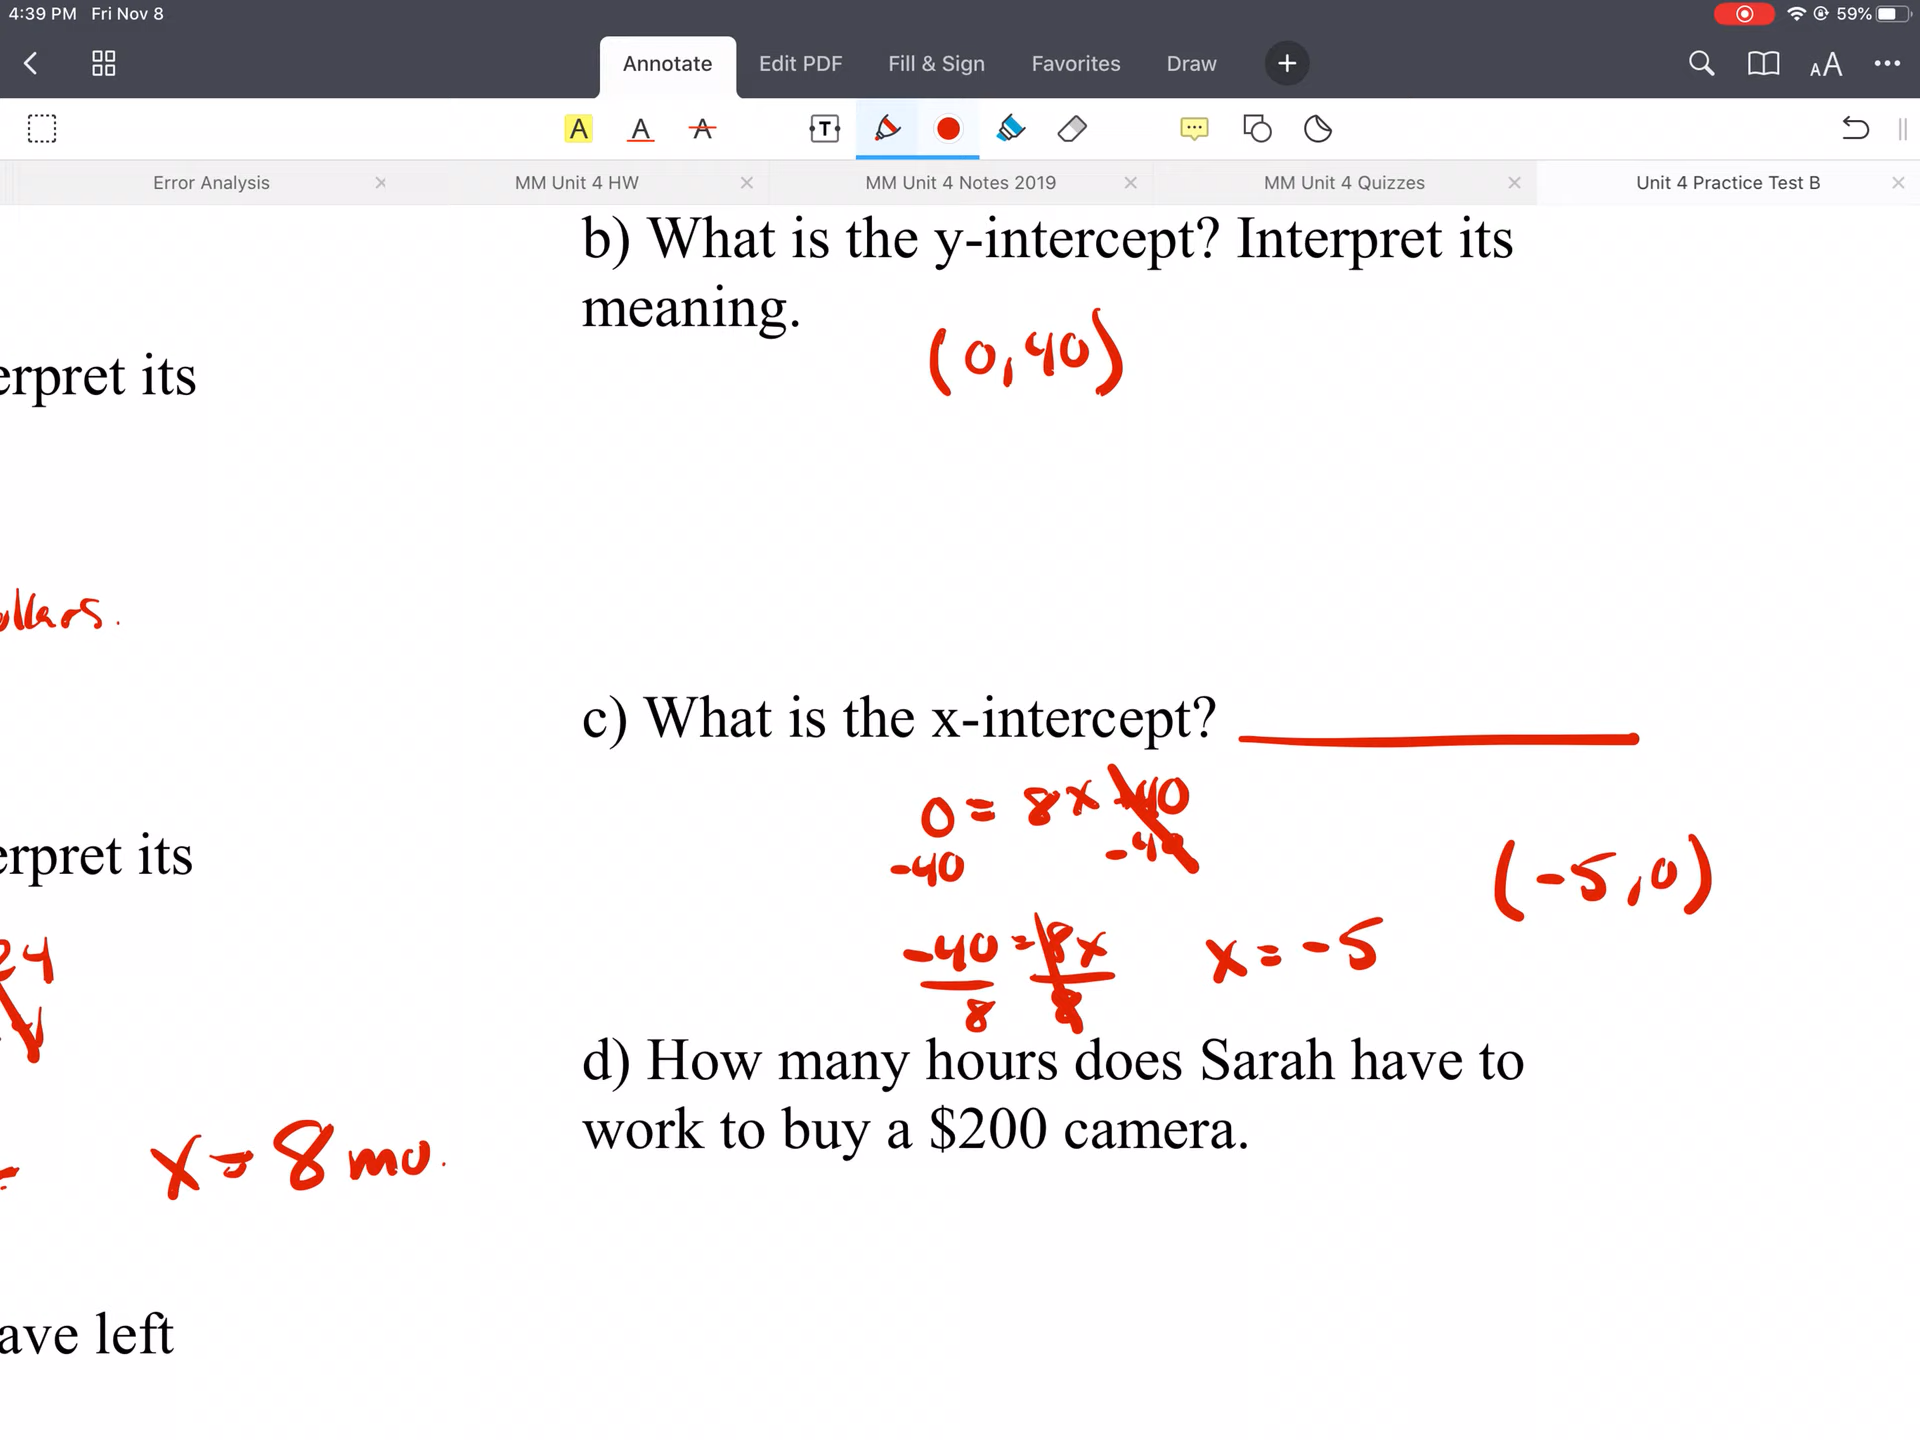 4:39 PM Fri Nov 8
59%
Annotate Edit PDF Fill & Sign Favorites Draw
AA
A A A T
Error Analysis MM Unit 4 HW MM Unit 4 Notes 2019 MM Unit 4 Quizzes Unit 4 Practice Test B
erpret its
ollars.
erpret its
24
x = 8 mo.
ave left
b) What is the y-intercept? Interpret its
meaning.
(0,40)
c) What is the x-intercept?
0 = 8x +40
-40 -40
-40 = 8x x = -5
8 8
(-5,0)
d) How many hours does Sarah have to
work to buy a $200 camera.